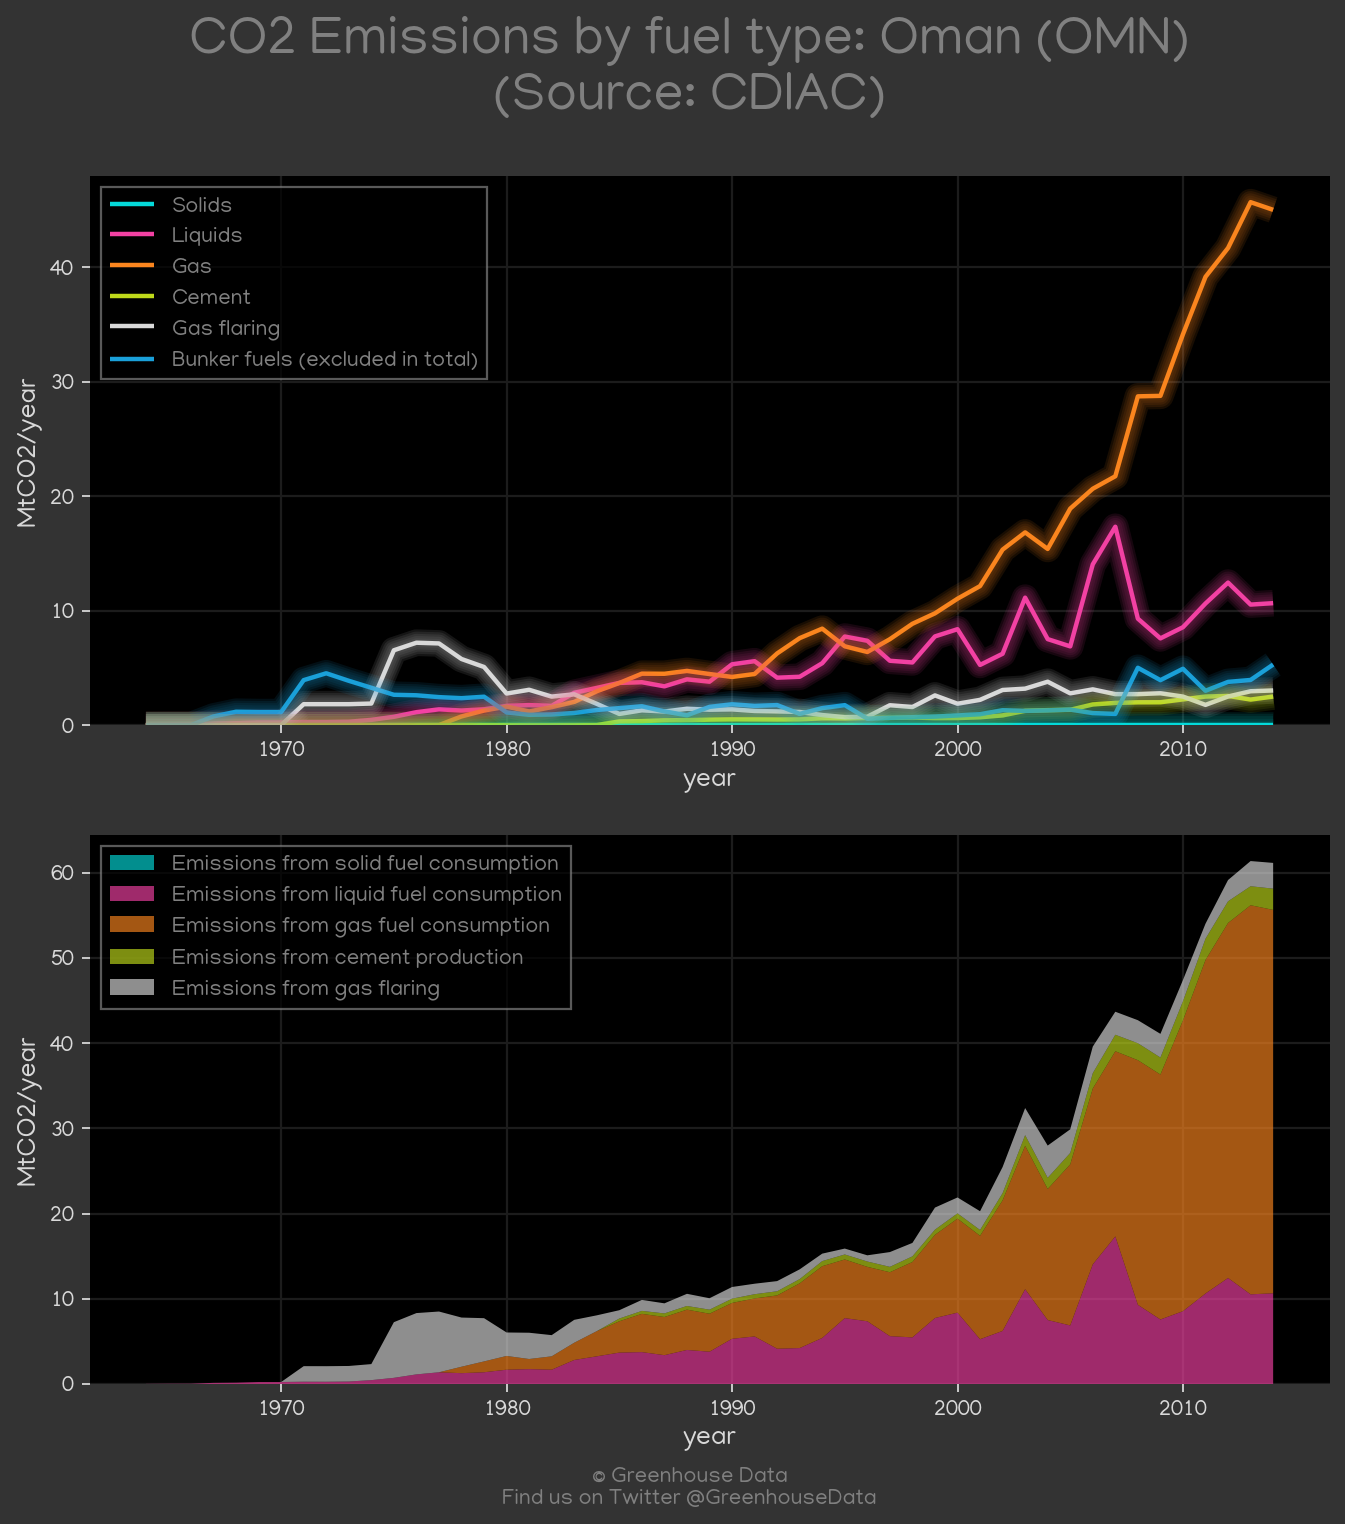 CO2 Emissions by fuel type: Oman (OMN)
(Source: CDIAC)
Solids
Liquids
Gas
Cement
Gas flaring
Bunker fuels (excluded in total)
MtCO2/year
40
30
20
10
0
1970 1980 1990 2000 2010
year
Emissions from solid fuel consumption
Emissions from liquid fuel consumption
Emissions from gas fuel consumption
Emissions from cement production
Emissions from gas flaring
MtCO2/year
60
50
40
30
20
10
0
1970 1980 1990 2000 2010
year
© Greenhouse Data
Find us on Twitter @GreenhouseData